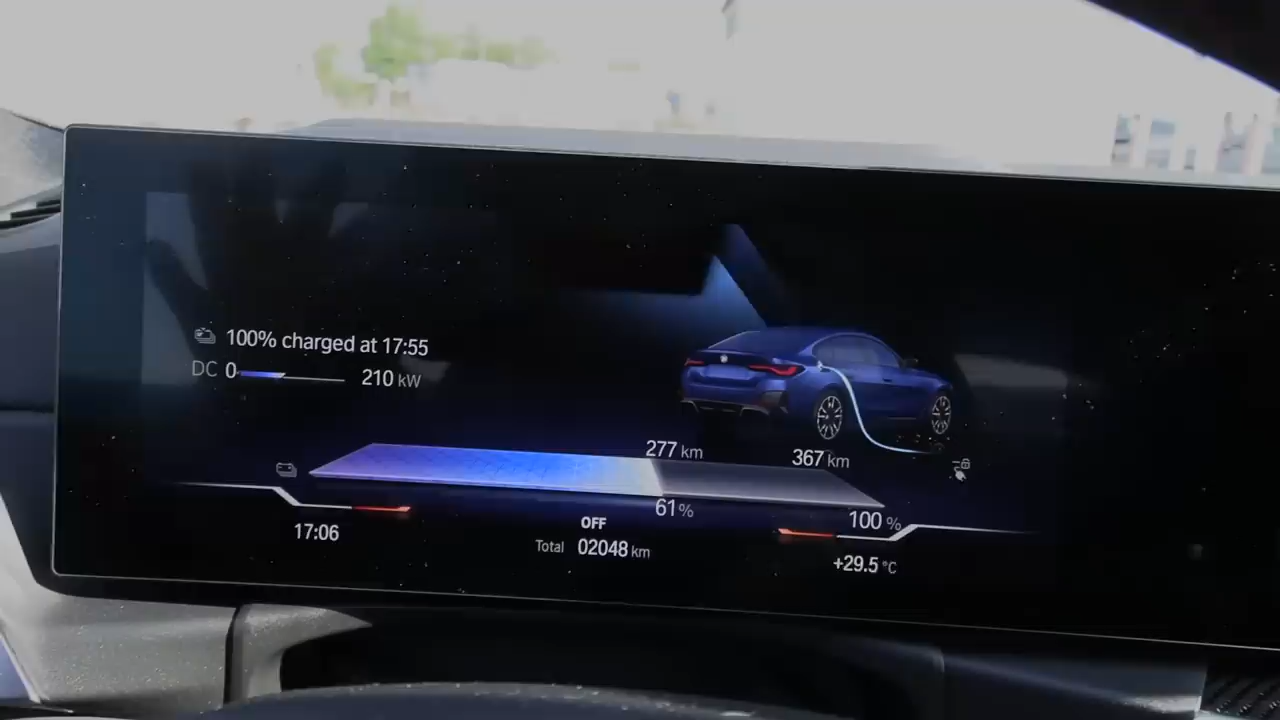 100% charged at 17:55
DC 0 210 kW
277 km 367 km
61% 100 %
17:06 OFF
Total 02048 km +29.5 °C